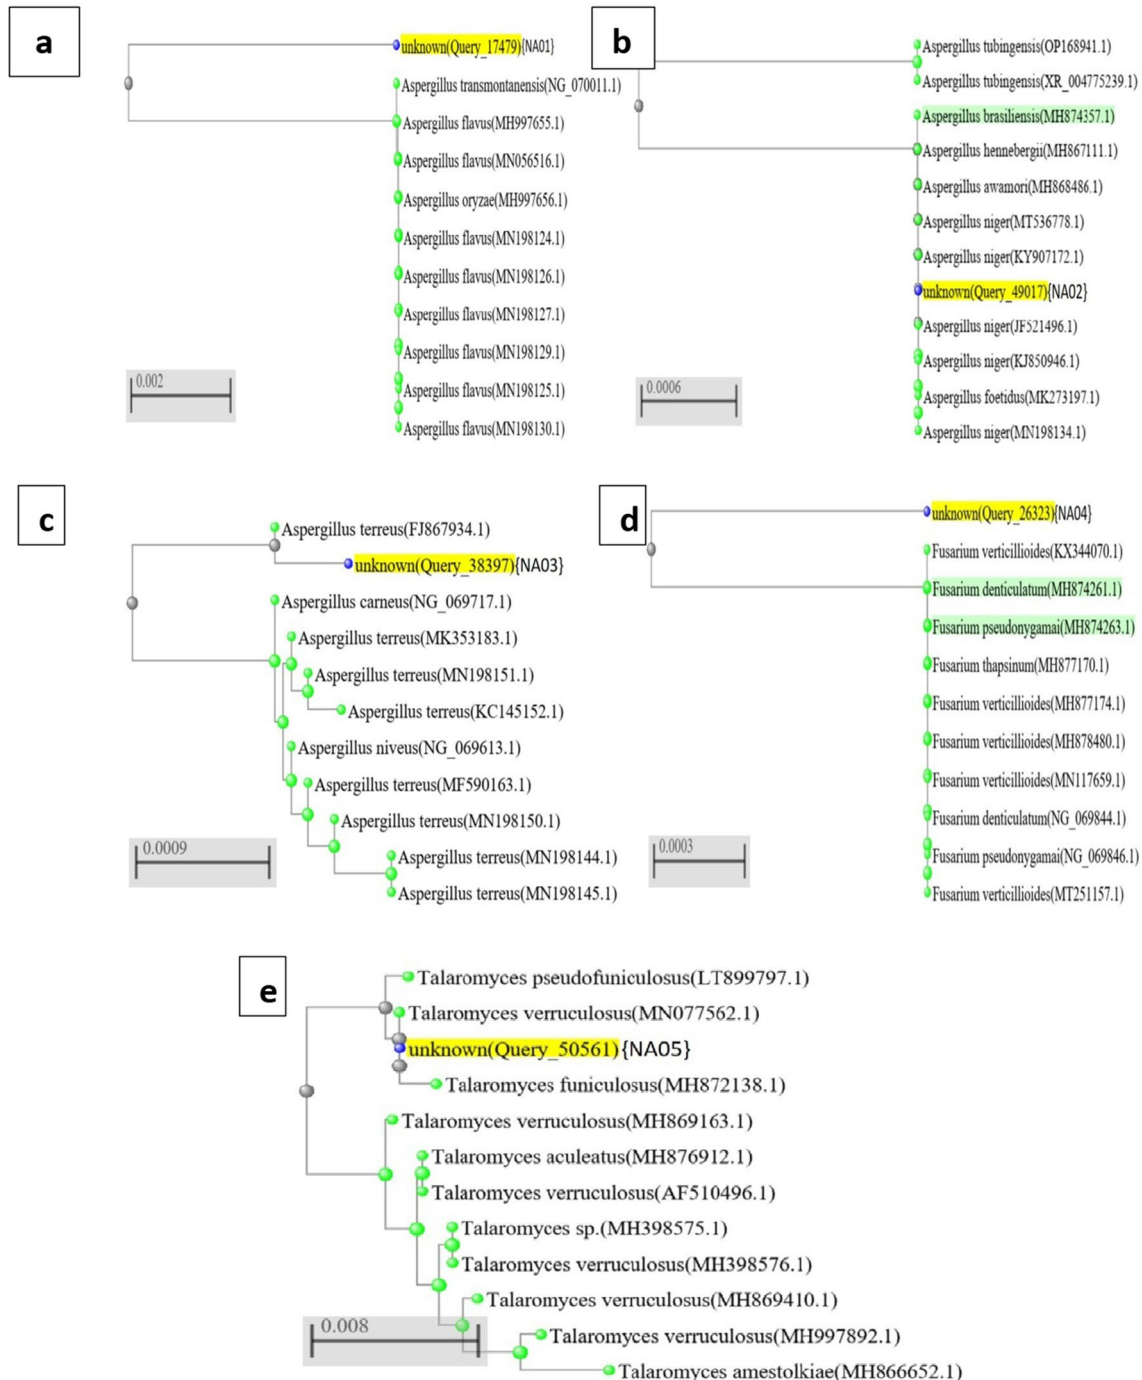 a
unknown(Query_17479){NA01}
Aspergillus transmontanensis(NG_070011.1)
Aspergillus flavus(MH997655.1)
Aspergillus flavus(MN056516.1)
Aspergillus oryzae(MH997656.1)
Aspergillus flavus(MN198124.1)
Aspergillus flavus(MN198126.1)
Aspergillus flavus(MN198127.1)
Aspergillus flavus(MN198129.1)
Aspergillus flavus(MN198125.1)
Aspergillus flavus(MN198130.1)
0.002
b
Aspergillus tubingensis(OP168941.1)
Aspergillus tubingensis(XR_004775239.1)
Aspergillus brasiliensis(MH874357.1)
Aspergillus hennebergii(MH867111.1)
Aspergillus awamori(MH868486.1)
Aspergillus niger(MT536778.1)
Aspergillus niger(KY907172.1)
unknown(Query_49017){NA02}
Aspergillus niger(JF521496.1)
Aspergillus niger(KJ850946.1)
Aspergillus foetidus(MK273197.1)
Aspergillus niger(MN198134.1)
0.0006
c
Aspergillus terreus(FJ867934.1)
unknown(Query_38397){NA03}
Aspergillus carneus(NG_069717.1)
Aspergillus terreus(MK353183.1)
Aspergillus terreus(MN198151.1)
Aspergillus terreus(KC145152.1)
Aspergillus niveus(NG_069613.1)
Aspergillus terreus(MF590163.1)
Aspergillus terreus(MN198150.1)
Aspergillus terreus(MN198144.1)
Aspergillus terreus(MN198145.1)
0.0009
d
unknown(Query_26323){NA04}
Fusarium verticillioides(KX344070.1)
Fusarium denticulatum(MH874261.1)
Fusarium pseudonygamai(MH874263.1)
Fusarium thapsinum(MH877170.1)
Fusarium verticillioides(MH877174.1)
Fusarium verticillioides(MH878480.1)
Fusarium verticillioides(MN117659.1)
Fusarium denticulatum(NG_069844.1)
Fusarium pseudonygamai(NG_069846.1)
Fusarium verticillioides(MT251157.1)
0.0003
e
Talaromyces pseudofuniculosus(LT899797.1)
Talaromyces verruculosus(MN077562.1)
unknown(Query_50561){NA05}
Talaromyces funiculosus(MH872138.1)
Talaromyces verruculosus(MH869163.1)
Talaromyces aculeatus(MH876912.1)
Talaromyces verruculosus(AF510496.1)
Talaromyces sp.(MH398575.1)
Talaromyces verruculosus(MH398576.1)
Talaromyces verruculosus(MH869410.1)
Talaromyces verruculosus(MH997892.1)
Talaromyces amestolkiae(MH866652.1)
0.008